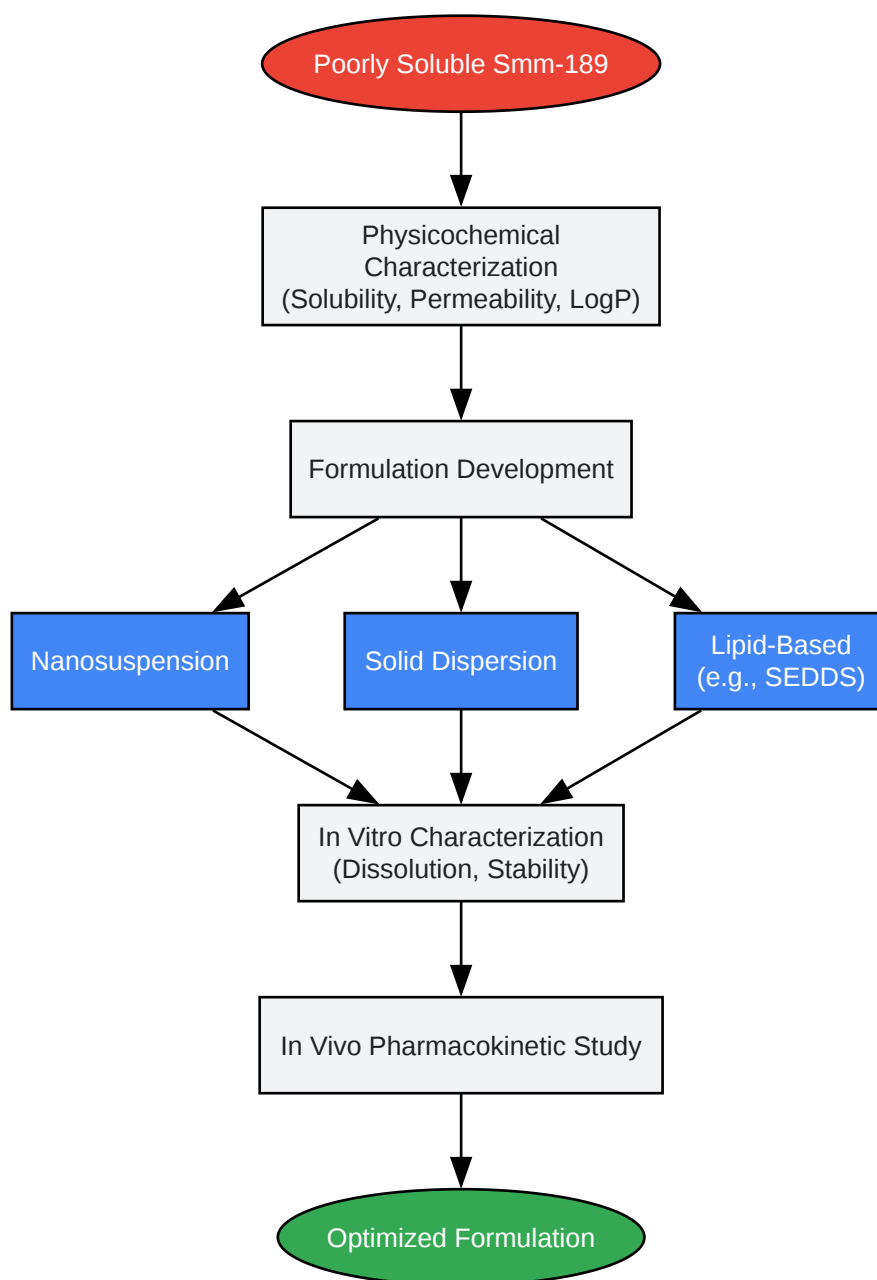 Poorly Soluble Smm-189
Physicochemical
Characterization
(Solubility, Permeability, LogP)
Formulation Development
Nanosuspension
Solid Dispersion
Lipid-Based
(e.g., SEDDS)
In Vitro Characterization
(Dissolution, Stability)
In Vivo Pharmacokinetic Study
Optimized Formulation